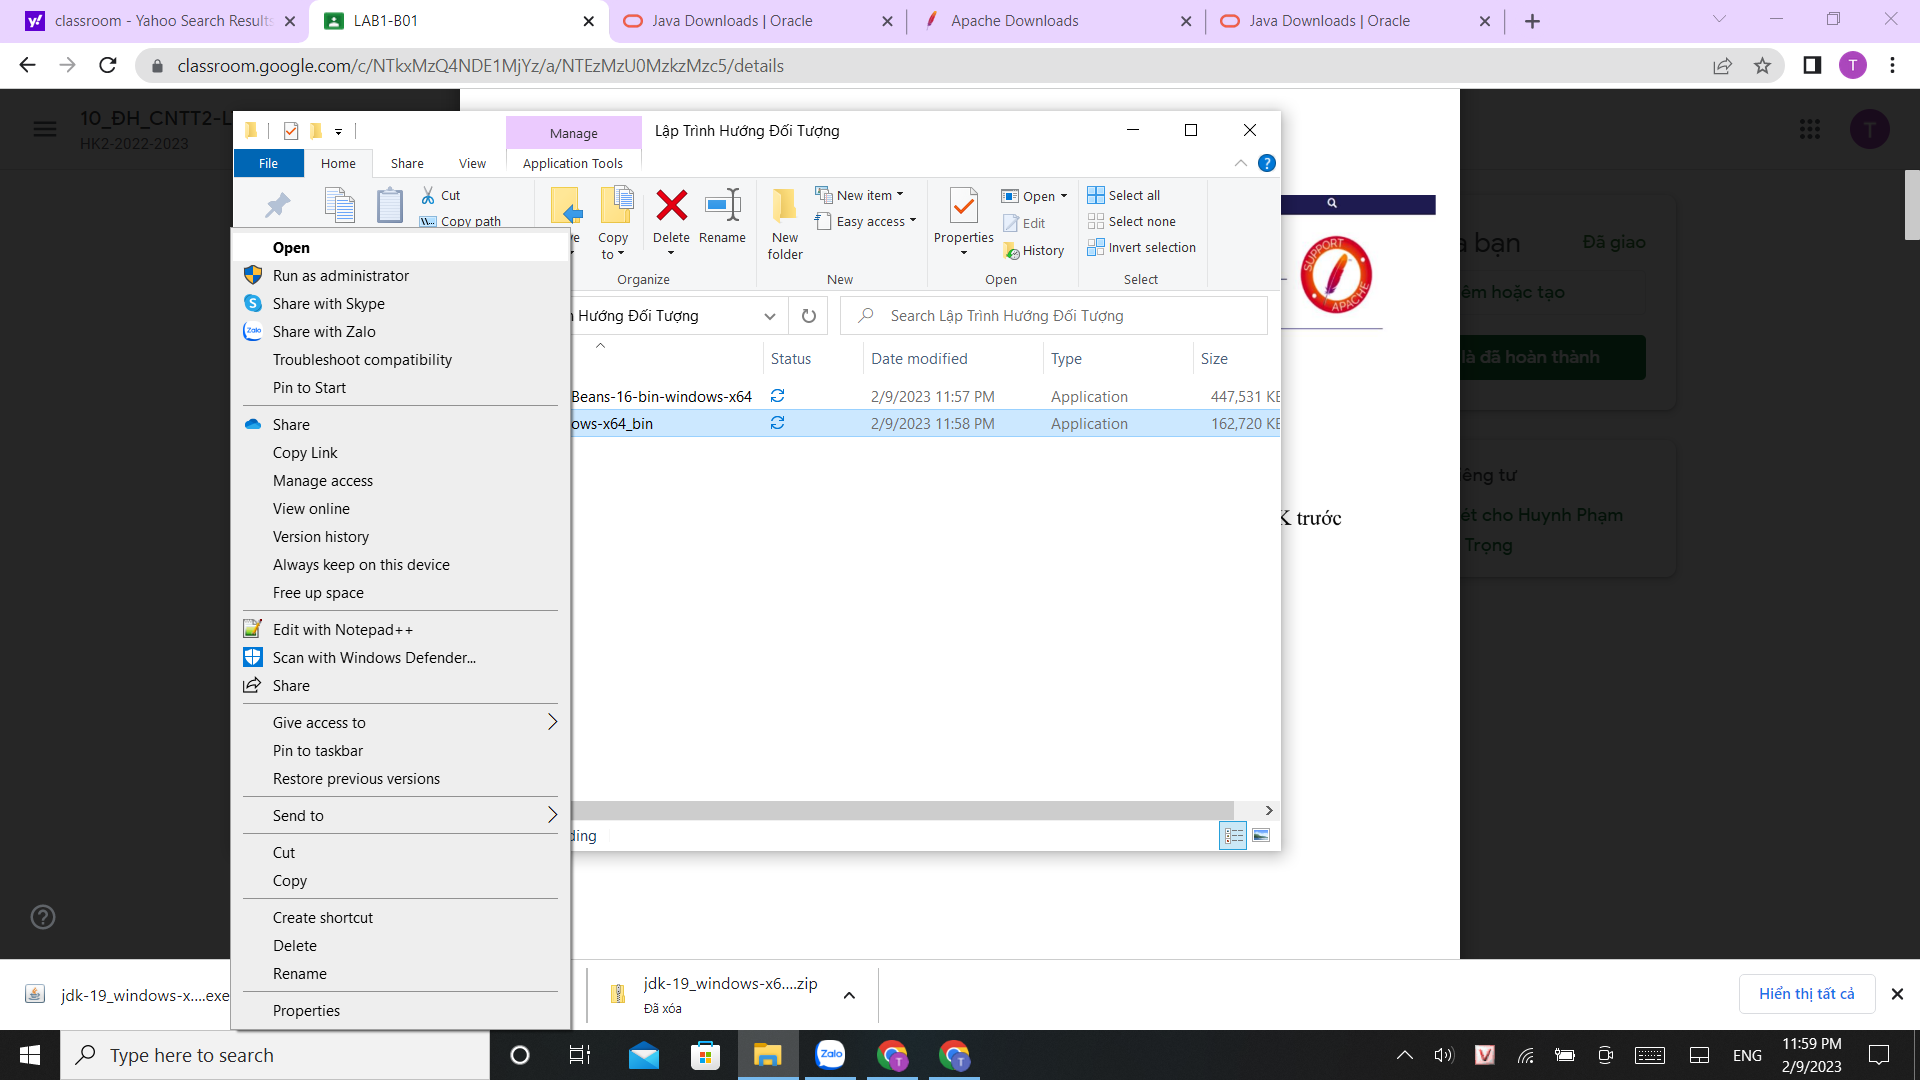 classroom - Yahoo Search Results
LAB1-B01
Java Downloads | Oracle
Apache Downloads
Java Downloads | Oracle
classroom.google.com/c/NTkxMzQ4NDE1MjYz/a/NTEzMzU0MzkzMzc5/details
T
10_ĐH_CNTT2-L
HK2-2022-2023
T
Manage
Lập Trình Hướng Đối Tượng
File
Home
Share
View
Application Tools
Cut
Copy path
Copy to
Delete
Rename
Organize
New folder
New item
Easy access
New
Properties
Open
Edit
History
Open
Select all
Select none
Invert selection
Select
Hướng Đối Tượng
Search Lập Trình Hướng Đối Tượng
Status
Date modified
Type
Size
Beans-16-bin-windows-x64
2/9/2023 11:57 PM
Application
447,531 KB
ows-x64_bin
2/9/2023 11:58 PM
Application
162,720 KB
ding
Open
Run as administrator
Share with Skype
Share with Zalo
Troubleshoot compatibility
Pin to Start
Share
Copy Link
Manage access
View online
Version history
Always keep on this device
Free up space
Edit with Notepad++
Scan with Windows Defender...
Share
Give access to
Pin to taskbar
Restore previous versions
Send to
Cut
Copy
Create shortcut
Delete
Rename
Properties
SUPPORT
APACHE
K trước
a bạn
Đã giao
êm hoặc tạo
là đã hoàn thành
iêng tư
ét cho Huynh Phạm
Trọng
jdk-19_windows-x....exe
jdk-19_windows-x6....zip
Đã xóa
Hiển thị tất cả
Type here to search
Zalo
ENG
11:59 PM
2/9/2023